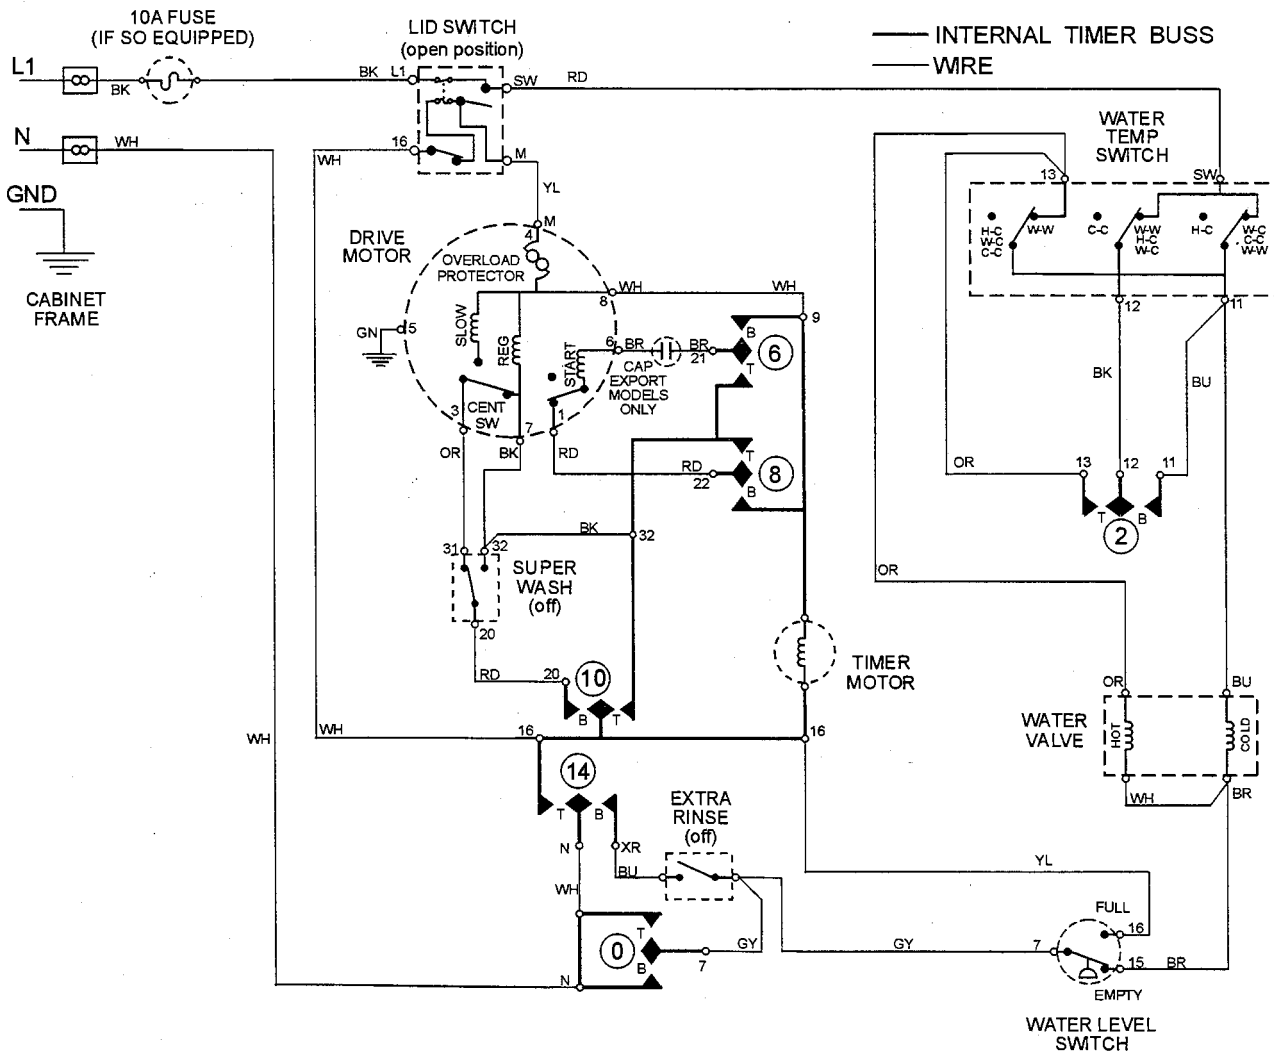 10A FUSE
(IF SO EQUIPPED)
LID SWITCH
(open position)
INTERNAL TIMER BUSS
WIRE
L1
BK
BK
L1
SW
RD
N
WH
16
WH
M
YL
WATER
TEMP
SWITCH
13
SW
GND
CABINET
FRAME
DRIVE
MOTOR
M
4
OVERLOAD
PROTECTOR
H-C
W-C
C-C
W-W
C-C
W-W
H-C
W-C
H-C
W-C
C-C
W-W
12
11
8
WH
WH
9
GN
5
SLOW
REG
START
6
BR
BR
21
B
6
T
CAP
EXPORT
MODELS
ONLY
3
CENT
SW
7
1
BK
BU
OR
BK
RD
RD
22
T
8
B
OR
13
12
11
T
B
2
BK
32
31
32
SUPER
WASH
(off)
OR
20
RD
20
10
B
T
TIMER
MOTOR
OR
BU
WATER
VALVE
HOT
COLD
WH
BR
WH
WH
16
16
14
T
B
EXTRA
RINSE
(off)
N
XR
BU
WH
YL
T
0
B
GY
7
GY
N
FULL
16
7
15
BR
EMPTY
WATER LEVEL
SWITCH